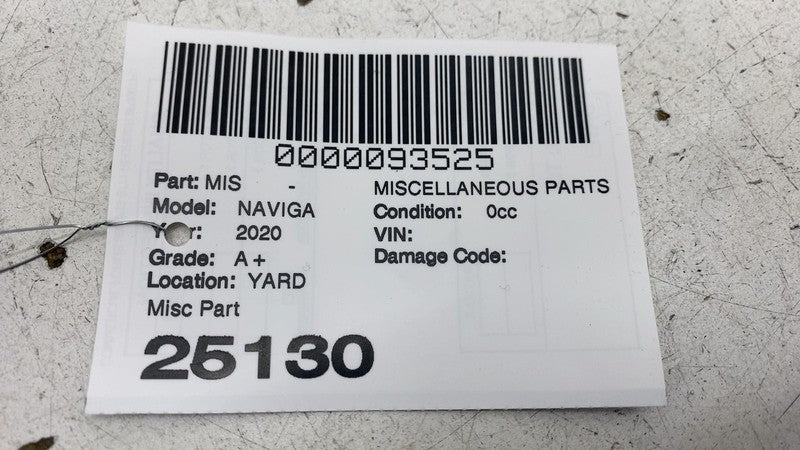 0000093525
Part: MIS - MISCELLANEOUS PARTS
Model: NAVIGA Condition: 0cc
Year: 2020 VIN:
Grade: A+ Damage Code:
Location: YARD
Misc Part
25130